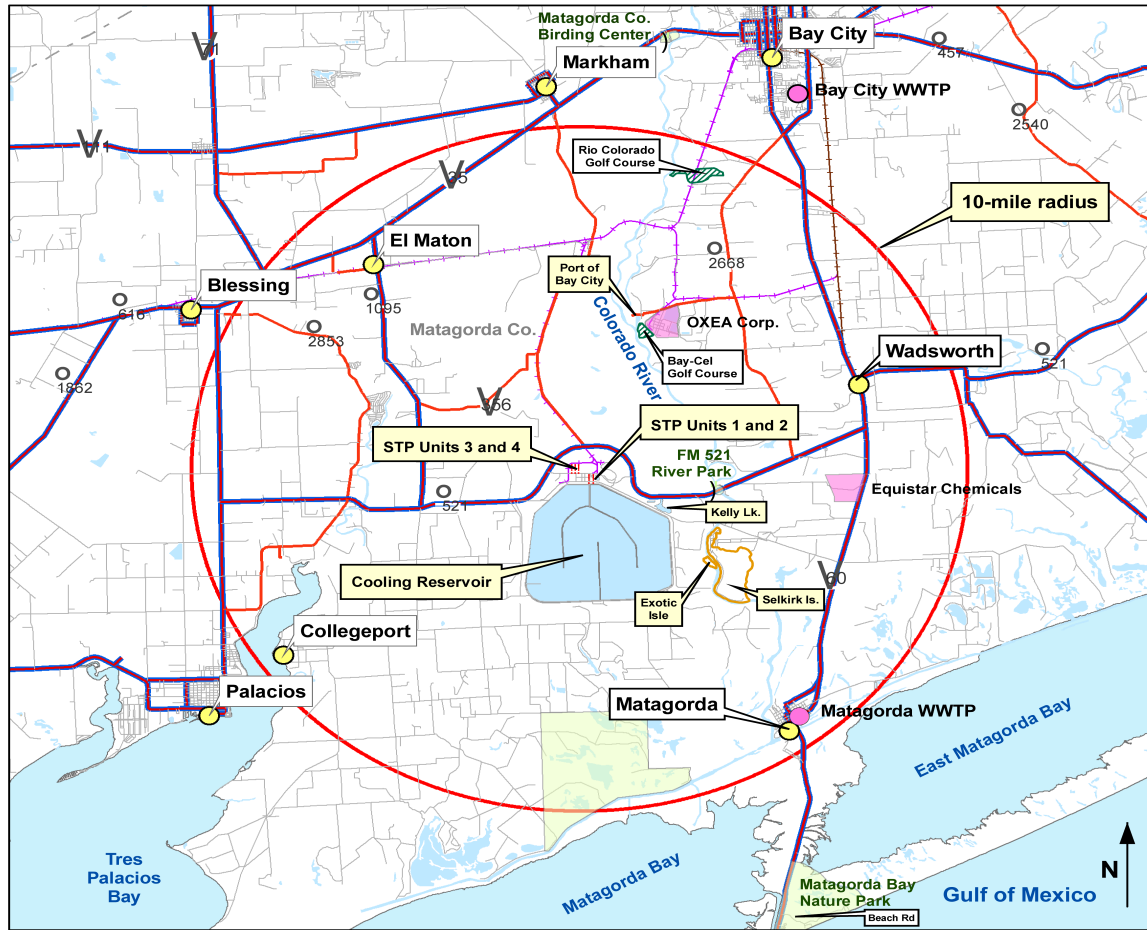 Matagorda Co.
Birding Center
Bay City
Markham
71
457
Bay City WWTP
2540
111
Rio Colorado
Golf Course
35
10-mile radius
El Maton
2668
Port of
Bay City
Blessing
1095
616
2853
Matagorda Co.
Colorado River
OXEA Corp.
Bay-Cel
Golf Course
Wadsworth
521
1862
356
STP Units 1 and 2
STP Units 3 and 4
FM 521
River Park
521
Equistar Chemicals
Kelly Lk.
Cooling Reservoir
60
Exotic
Isle
Selkirk Is.
Collegeport
Palacios
Matagorda
Matagorda WWTP
East Matagorda Bay
Tres
Palacios
Bay
Matagorda Bay
Matagorda Bay
Nature Park
Beach Rd
Gulf of Mexico
N